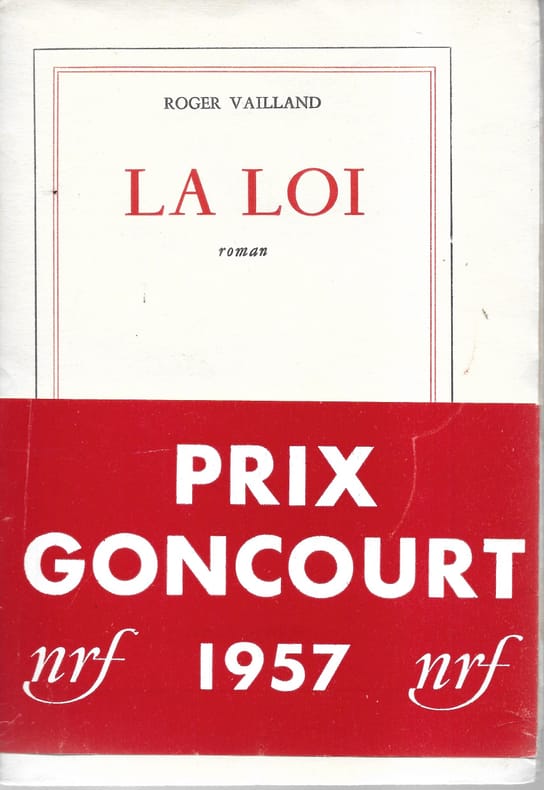 ROGER VAILLAND
LA LOI
roman
PRIX
GONCOURT
nrf 1957 nrf